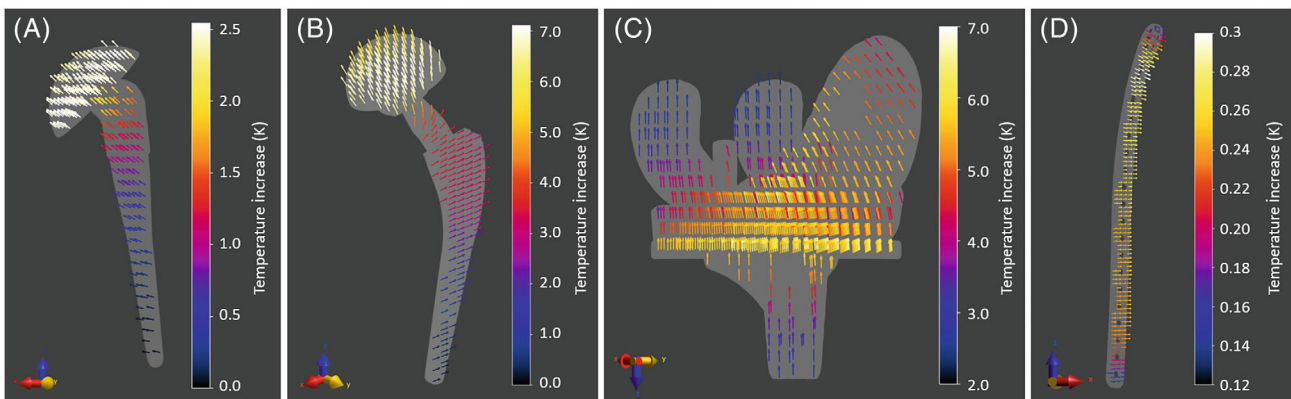 (A)
2.5
2.0
1.5
1.0
0.5
0.0
Temperature increase (K)
x
y
(B)
7.0
6.0
5.0
4.0
3.0
2.0
1.0
0.0
Temperature increase (K)
x
y
(C)
7.0
6.0
5.0
4.0
3.0
2.0
Temperature increase (K)
x
y
(D)
0.3
0.28
0.26
0.24
0.22
0.20
0.18
0.16
0.14
0.12
Temperature increase (K)
x